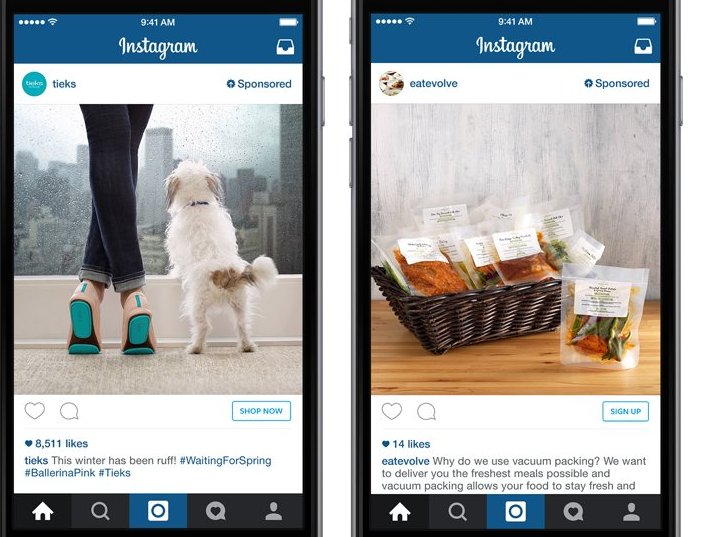 9:41 AM
Instagram
tieks
tieks
Sponsored
SHOP NOW
8,511 likes
tieks This winter has been ruff! #WaitingForSpring
#BallerinaPink #Tieks
9:41 AM
Instagram
eatevolve
Sponsored
SIGN UP
14 likes
eatevolve Why do we use vacuum packing? We want
to deliver you the freshest meals possible and
vacuum packing allows your food to stay fresh and